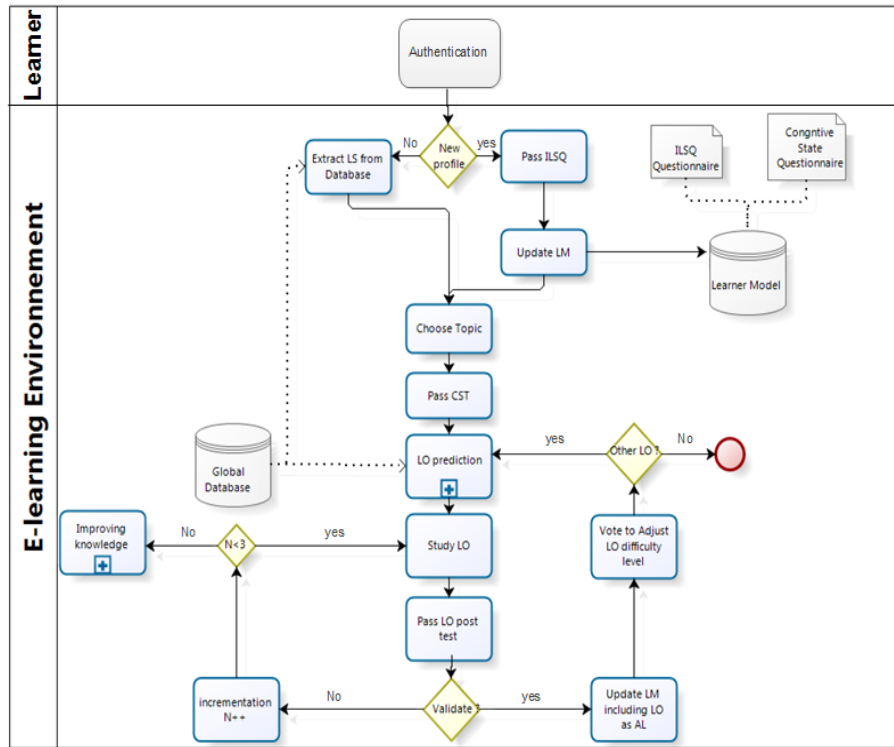 Learner
Authentication
E-learning Environnement
No
New
profile
yes
Extract LS from
Database
Pass ILSQ
ILSQ
Questionnaire
Congntive
State
Questionnaire
Update LM
Learner Model
Choose Topic
Pass CST
Global
Database
LO prediction
yes
Other LO ?
No
Improving
knowledge
No
N<3
yes
Study LO
Vote to Adjust
LO difficulty
level
Pass LO post
test
incrementation
N++
No
Validate ?
yes
Update LM
including LO
as AL